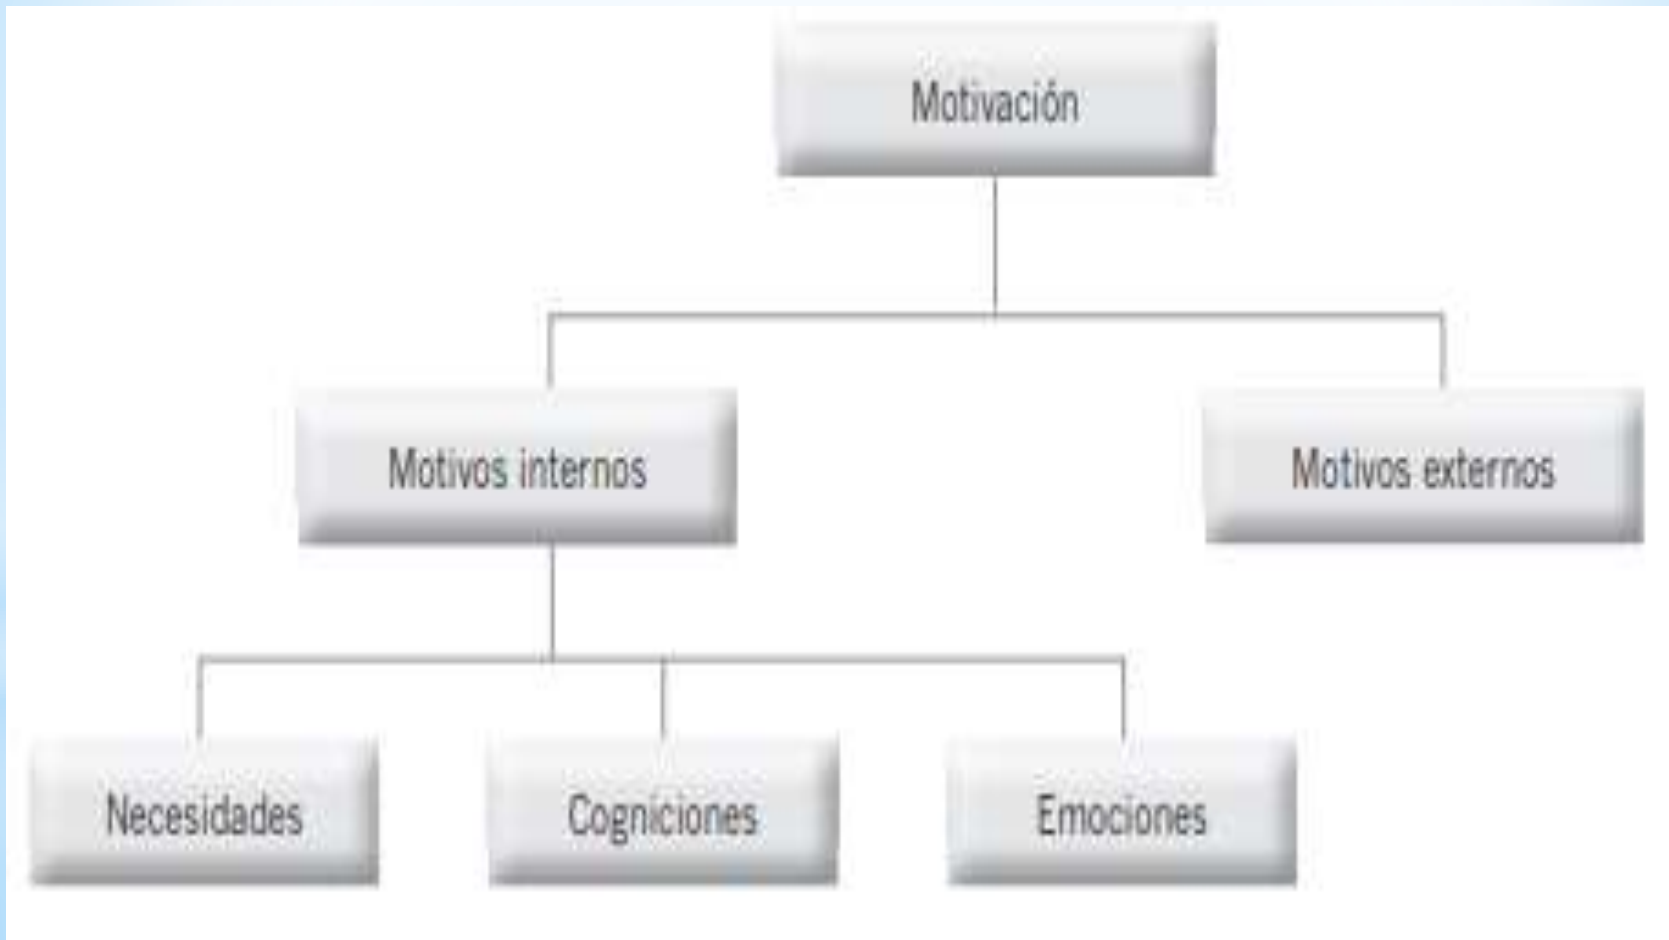 Motivación
Motivos internos
Motivos externos
Necesidades
Cogniciones
Emociones